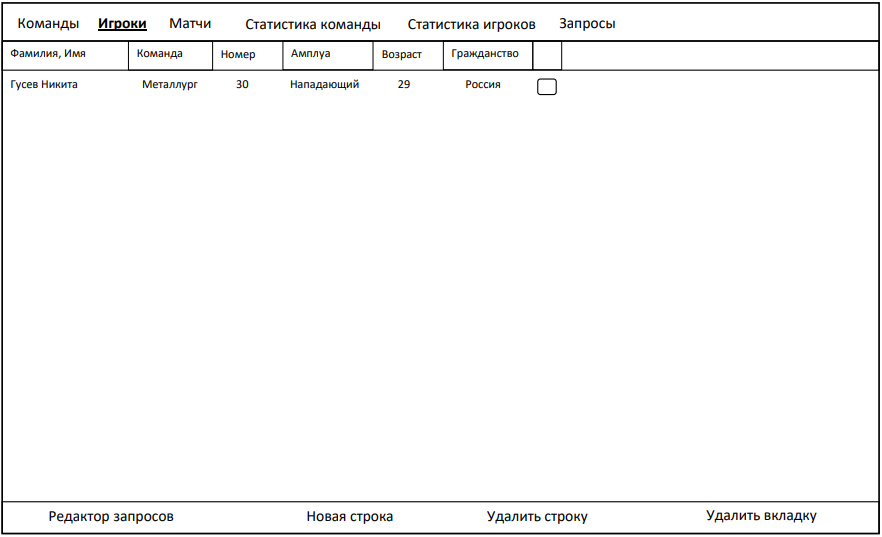 Команды Игроки Матчи Статистика команды Статистика игроков Запросы
Фамилия, Имя Команда Номер Амплуа Возраст Гражданство
Гусев Никита Металлург 30 Нападающий 29 Россия
Редактор запросов Новая строка Удалить строку Удалить вкладку